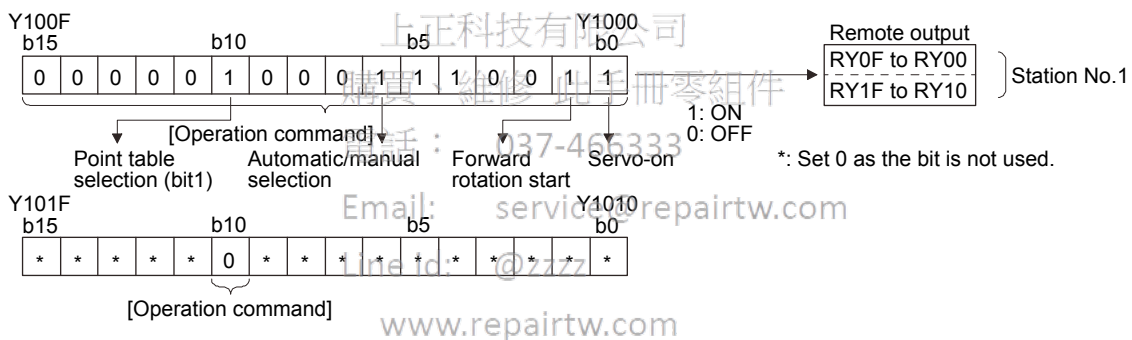 上正科技有限公司
Y100F Y1000
b15 b10 b5 b0
0 0 0 0 0 1 0 0 0 1 1 1 0 0 1 1
Remote output
RY0F to RY00
RY1F to RY10
Station No.1
購買、維修 此手冊零組件
1: ON
0: OFF
[Operation command]
電話： 037-466333
Point table
selection (bit1)
Automatic/manual
selection
Forward
rotation start
Servo-on
*: Set 0 as the bit is not used.
Email: service@repairtw.com
Y101F Y1010
b15 b10 b5 b0
* * * * * 0 * * * * * * * * * *
Line id: @zzzz
[Operation command]
www.repairtw.com